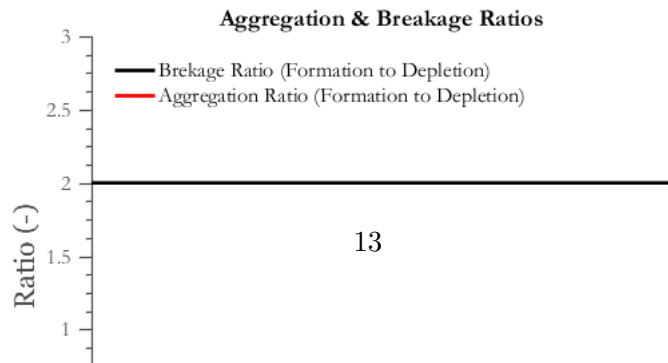 Aggregation & Breakage Ratios
3
Brekage Ratio (Formation to Depletion)
Aggregation Ratio (Formation to Depletion)
2.5
2
Ratio (-)
1.5
13
1